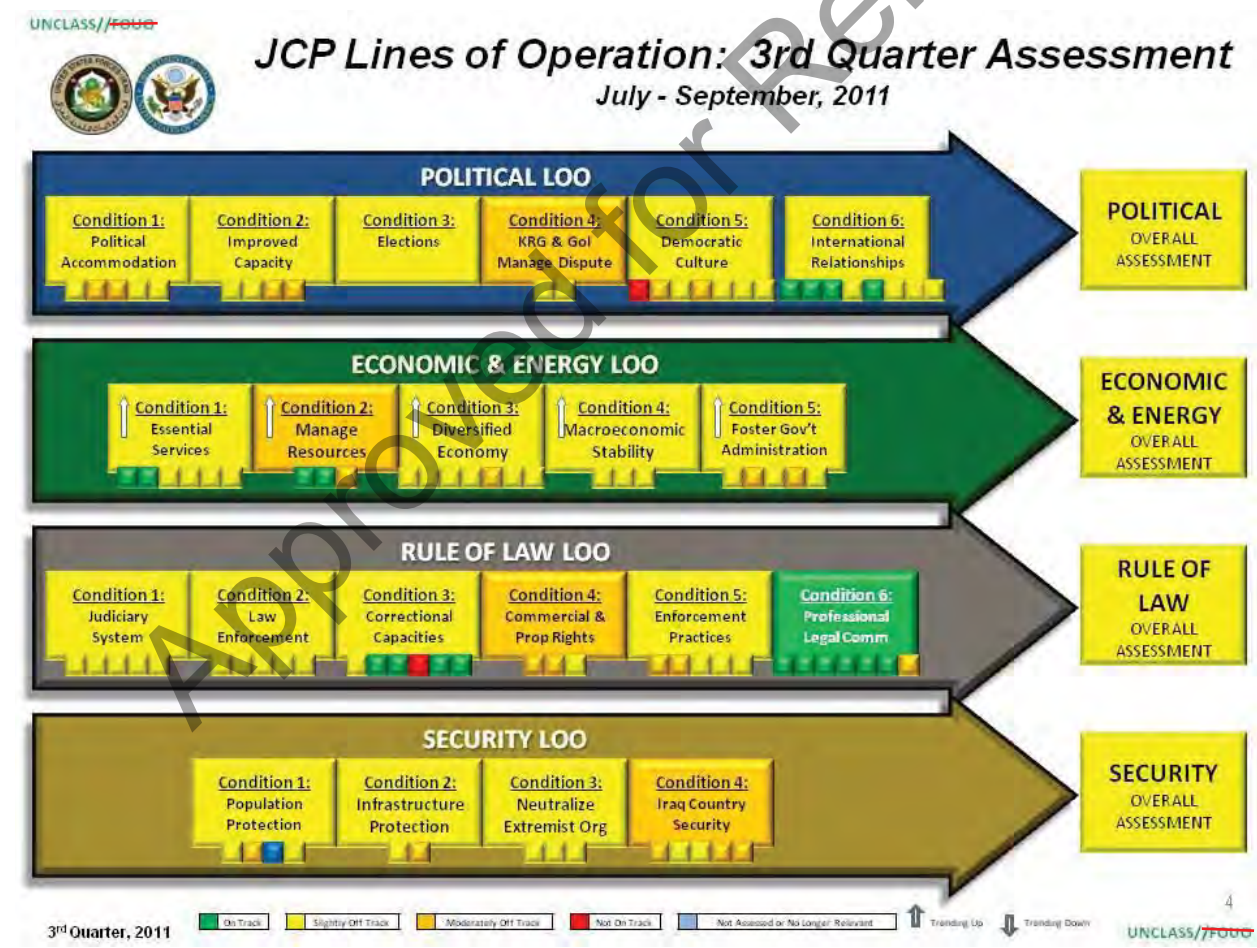 UNCLASS//FOUO
JCP Lines of Operation: 3rd Quarter Assessment
July - September, 2011
POLITICAL LOO
Condition 1:
Political
Accommodation
Condition 2:
Improved
Capacity
Condition 3:
Elections
Condition 4:
KRG & GoI
Manage Dispute
Condition 5:
Democratic
Culture
Condition 6:
International
Relationships
POLITICAL
OVERALL
ASSESSMENT
ECONOMIC & ENERGY LOO
Condition 1:
Essential
Services
Condition 2:
Manage
Resources
Condition 3:
Diversified
Economy
Condition 4:
Macroeconomic
Stability
Condition 5:
Foster Gov't
Administration
ECONOMIC
& ENERGY
OVERALL
ASSESSMENT
RULE OF LAW LOO
Condition 1:
Judiciary
System
Condition 2:
Law
Enforcement
Condition 3:
Correctional
Capacities
Condition 4:
Commercial &
Prop Rights
Condition 5:
Enforcement
Practices
Condition 6:
Professional
Legal Comm
RULE OF
LAW
OVERALL
ASSESSMENT
SECURITY LOO
Condition 1:
Population
Protection
Condition 2:
Infrastructure
Protection
Condition 3:
Neutralize
Extremist Org
Condition 4:
Iraq Country
Security
SECURITY
OVERALL
ASSESSMENT
Approved for Rel
4
3rd Quarter, 2011
On Track
Slightly Off Track
Moderately Off Track
Not On Track
Not Assessed or No Longer Relevant
Trending Up
Trending Down
UNCLASS//FOUO